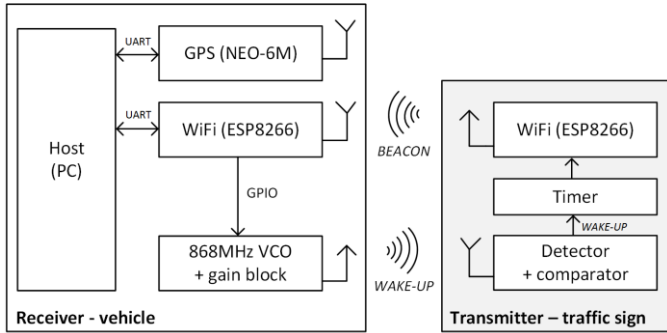 UART
GPS (NEO-6M)
UART
WiFi (ESP8266)
Host
(PC)
GPIO
868MHz VCO
+ gain block
Receiver - vehicle
BEACON
WAKE-UP
WiFi (ESP8266)
Timer
WAKE-UP
Detector
+ comparator
Transmitter – traffic sign